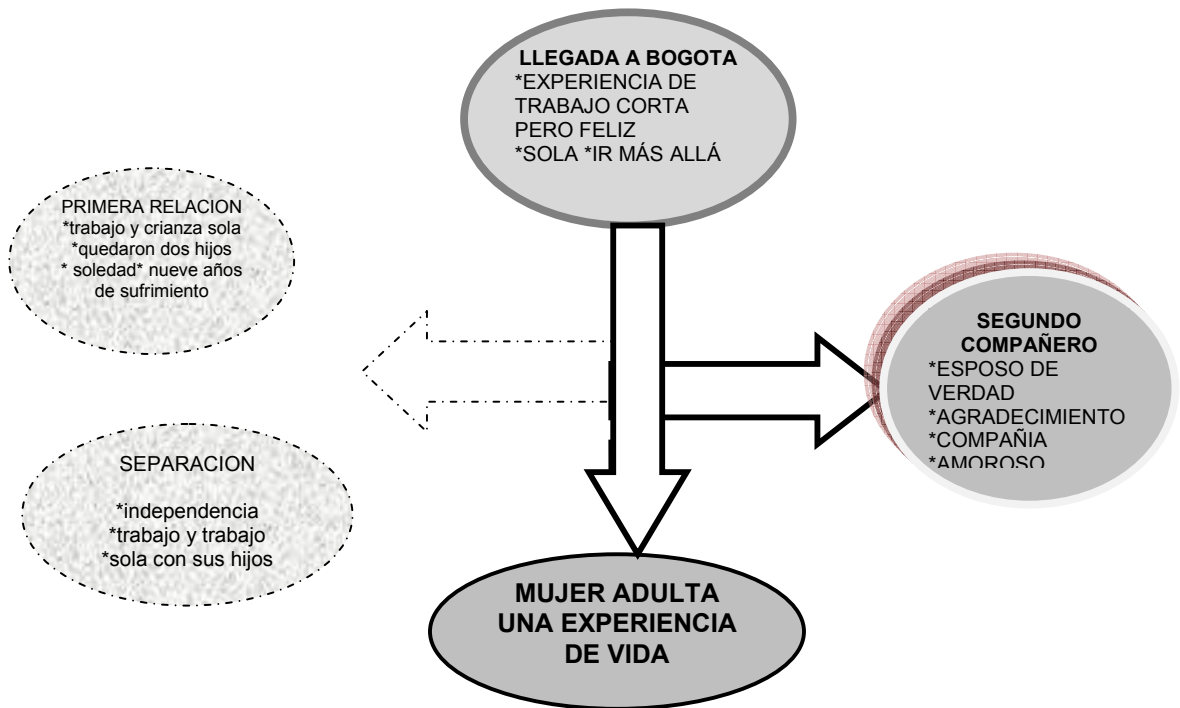 LLEGADA A BOGOTA
*EXPERIENCIA DE
TRABAJO CORTA
PERO FELIZ
*SOLA *IR MÁS ALLÁ
PRIMERA RELACION
*trabajo y crianza sola
*quedaron dos hijos
* soledad* nueve años
de sufrimiento
SEGUNDO
COMPAÑERO
*ESPOSO DE
VERDAD
*AGRADECIMIENTO
*COMPAÑIA
*AMOROSO
SEPARACION
*independencia
*trabajo y trabajo
*sola con sus hijos
MUJER ADULTA
UNA EXPERIENCIA
DE VIDA